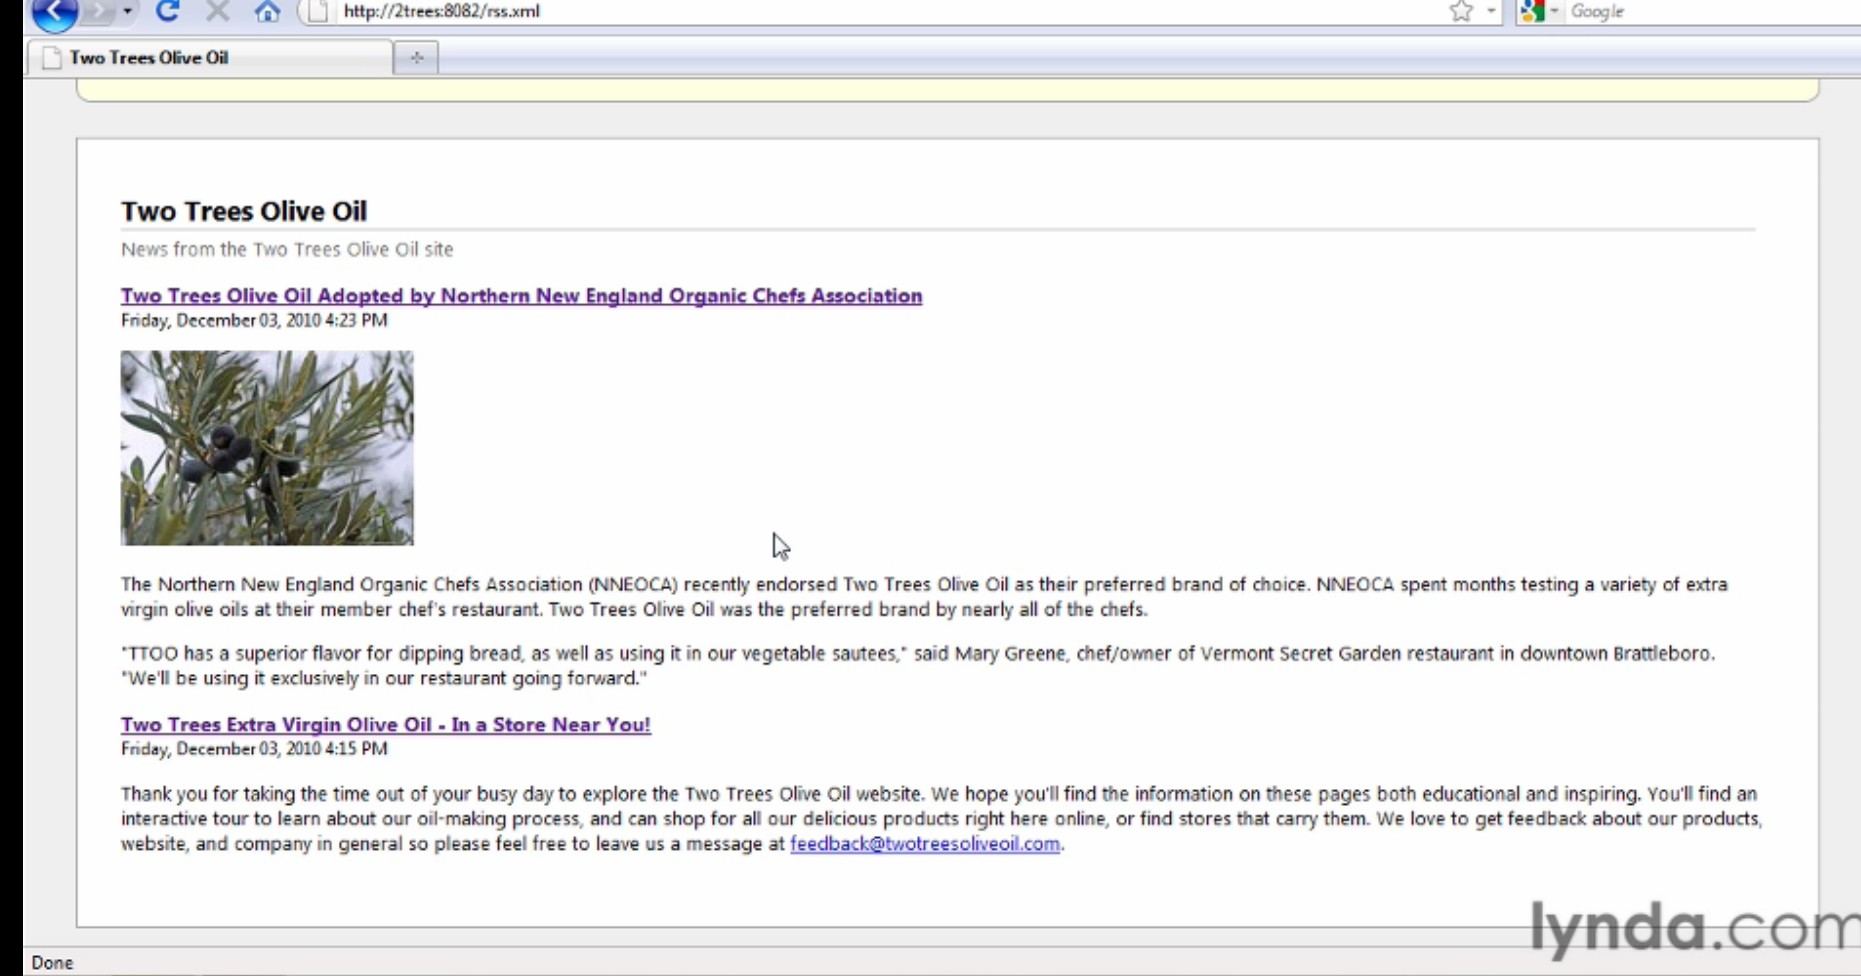 http://2trees:8082/rss.xml
Google
Two Trees Olive Oil
Two Trees Olive Oil
News from the Two Trees Olive Oil site
Two Trees Olive Oil Adopted by Northern New England Organic Chefs Association
Friday, December 03, 2010 4:23 PM
The Northern New England Organic Chefs Association (NNEOCA) recently endorsed Two Trees Olive Oil as their preferred brand of choice. NNEOCA spent months testing a variety of extra
virgin olive oils at their member chef's restaurant. Two Trees Olive Oil was the preferred brand by nearly all of the chefs.
"TTOO has a superior flavor for dipping bread, as well as using it in our vegetable sautees," said Mary Greene, chef/owner of Vermont Secret Garden restaurant in downtown Brattleboro.
"We'll be using it exclusively in our restaurant going forward."
Two Trees Extra Virgin Olive Oil - In a Store Near You!
Friday, December 03, 2010 4:15 PM
Thank you for taking the time out of your busy day to explore the Two Trees Olive Oil website. We hope you'll find the information on these pages both educational and inspiring. You'll find an
interactive tour to learn about our oil-making process, and can shop for all our delicious products right here online, or find stores that carry them. We love to get feedback about our products,
website, and company in general so please feel free to leave us a message at feedback@twotreesoliveoil.com.
lynda.com
Done